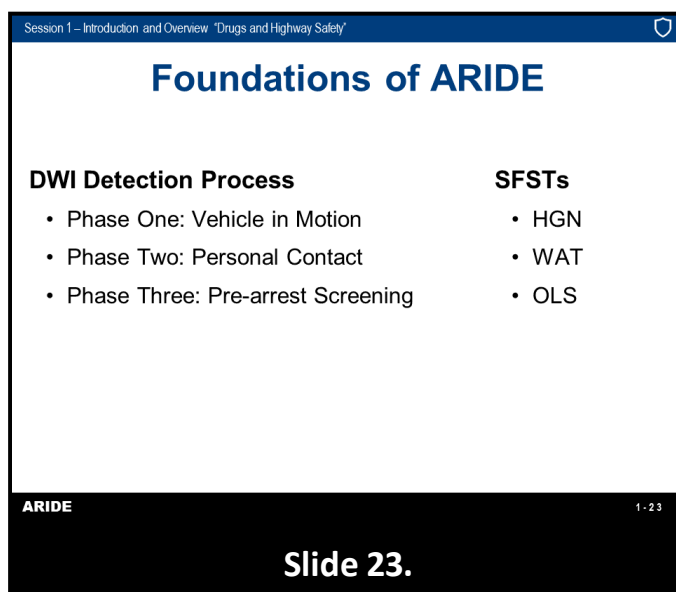 Session 1 – Introduction and Overview "Drugs and Highway Safety"
Foundations of ARIDE
DWI Detection Process
• Phase One: Vehicle in Motion
• Phase Two: Personal Contact
• Phase Three: Pre-arrest Screening
SFSTs
• HGN
• WAT
• OLS
ARIDE
1-23
Slide 23.